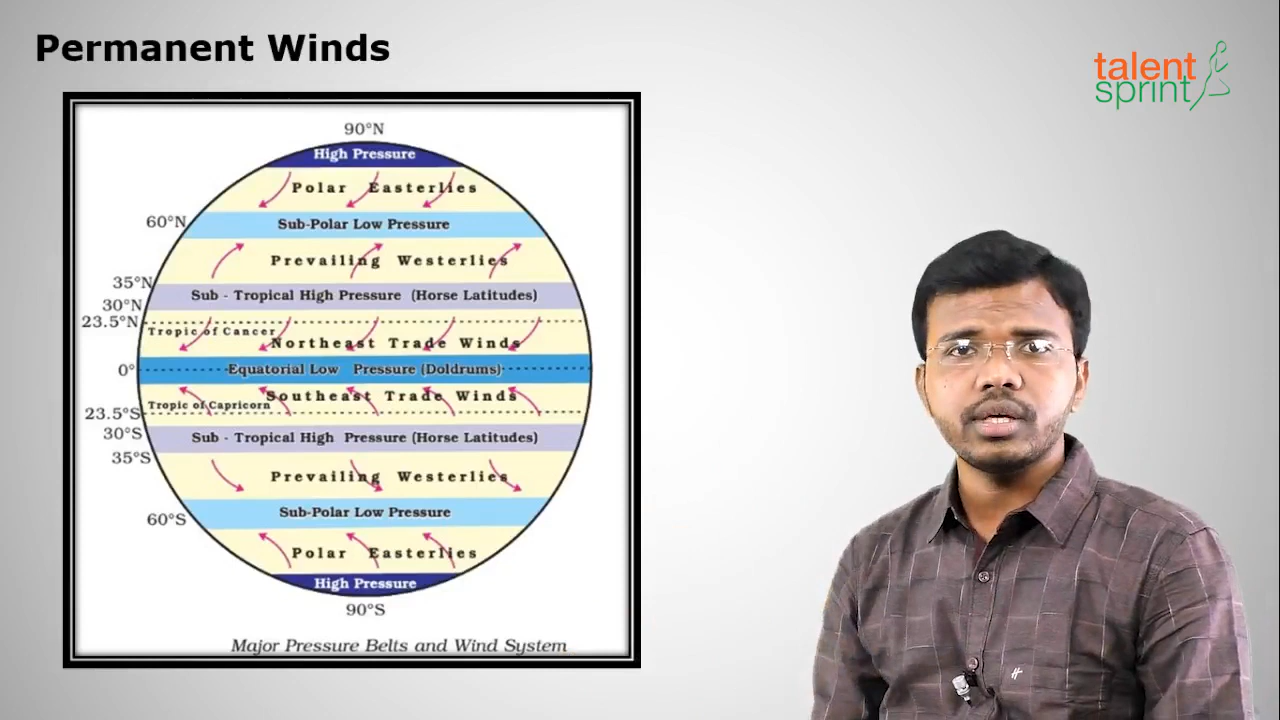 Permanent Winds
talent
sprint
90°N
High Pressure
Polar Easterlies
60°N
Sub-Polar Low Pressure
Prevailing Westerlies
35°N
Sub - Tropical High Pressure (Horse Latitudes)
30°N
23.5°N
Tropic of Cancer
Northeast Trade Winds
0°
Equatorial Low Pressure (Doldrums)
Southeast Trade Winds
Tropic of Capricorn
23.5°S
30°S
Sub - Tropical High Pressure (Horse Latitudes)
35°S
Prevailing Westerlies
60°S
Sub-Polar Low Pressure
Polar Easterlies
High Pressure
90°S
Major Pressure Belts and Wind System